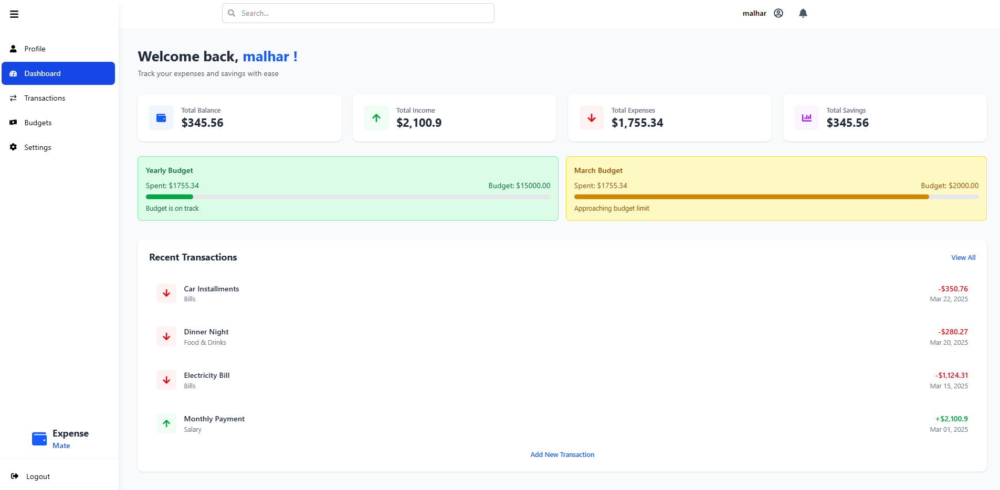 Search...
malhar
Profile
Dashboard
Transactions
Budgets
Settings
Expense
Mate
Logout
Welcome back, malhar !
Track your expenses and savings with ease
Total Balance
$345.56
Total Income
$2,100.9
Total Expenses
$1,755.34
Total Savings
$345.56
Yearly Budget
Spent: $1755.34
Budget: $15000.00
Budget is on track
March Budget
Spent: $1755.34
Budget: $2000.00
Approaching budget limit
Recent Transactions
View All
Car Installments
-$350.76
Bills
Mar 22, 2025
Dinner Night
-$280.27
Food & Drinks
Mar 20, 2025
Electricity Bill
-$1,124.31
Bills
Mar 15, 2025
Monthly Payment
+$2,100.9
Salary
Mar 01, 2025
Add New Transaction